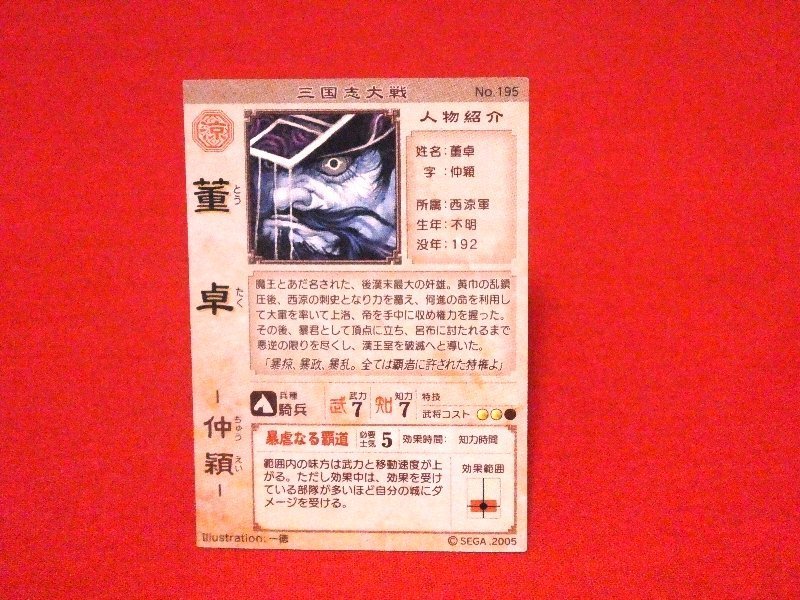 三国志大戦 No.195
京
董
とう
卓
たく
－仲穎－
ちゅう えい
人物紹介
姓名：董卓
字：仲穎
所属：西涼軍
生年：不明
没年：192
魔王とあだ名された、後漢末最大の奸雄。黄巾の乱鎮
圧後、西涼の刺史となり力を蓄え、何進の命を利用し
て大軍を率いて上洛、帝を手中に収め権力を握った。
その後、暴君として頂点に立ち、呂布に討たれるまで
悪逆の限りを尽くし、漢王室を破滅へと導いた。
「暴掠、暴政、暴乱。全ては覇者に許された特権よ」
兵種
騎兵
武 武力 7
知 知力 7
特技
武将コスト
暴虐なる覇道 必要士気 5 効果時間：知力時間
範囲内の味方は武力と移動速度が上
がる。ただし効果中は、効果を受け
ている部隊が多いほど自分の城にダ
メージを受ける。
効果範囲
Illustration：一徳
©SEGA,2005